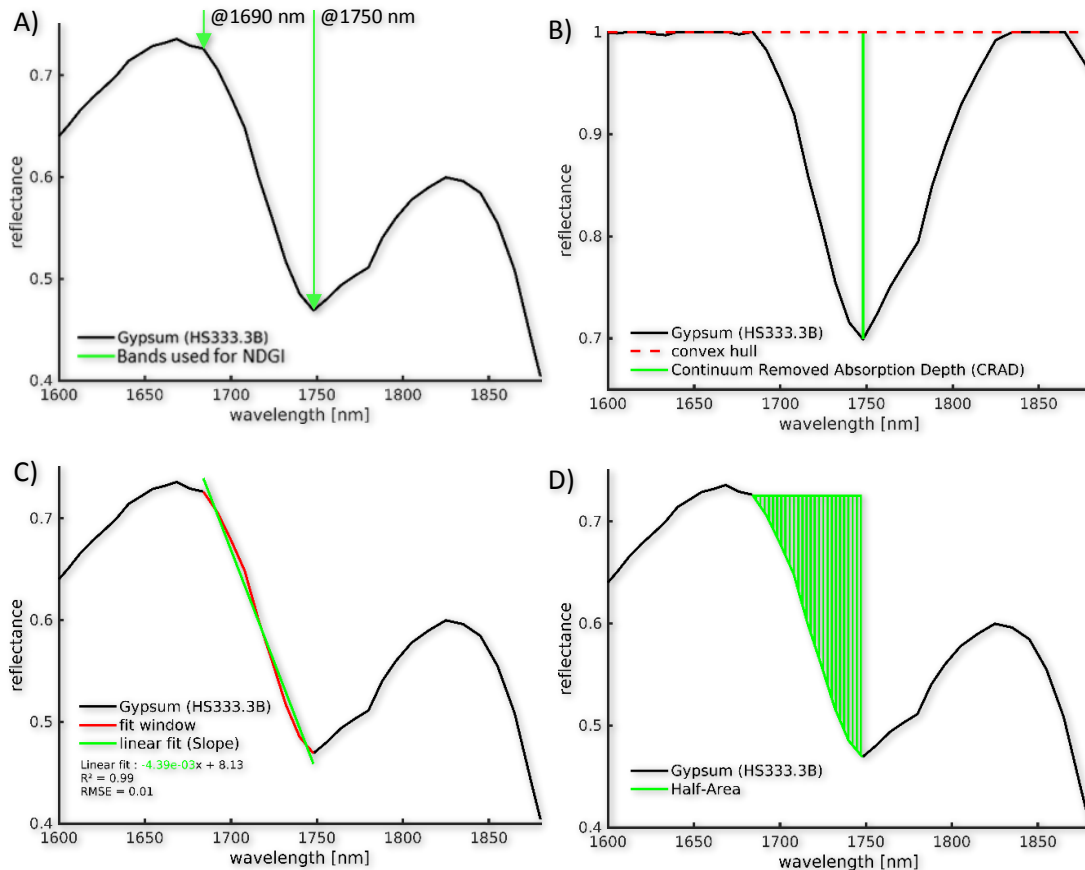 A)
@1690 nm
@1750 nm
0.7
0.6
0.5
0.4
reflectance
Gypsum (HS333.3B)
Bands used for NDGI
1600
1650
1700
1750
1800
1850
wavelength [nm]
B)
1
0.9
0.8
0.7
reflectance
Gypsum (HS333.3B)
convex hull
Continuum Removed Absorption Depth (CRAD)
1600
1700
1750
1800
1850
wavelength [nm]
C)
0.7
0.6
0.5
0.4
reflectance
Gypsum (HS333.3B)
fit window
linear fit (Slope)
Linear fit : -4.39e-03x + 8.13
R² = 0.99
RMSE = 0.01
1600
1650
1700
1750
1800
1850
wavelength [nm]
D)
0.7
0.6
0.5
0.4
reflectance
Gypsum (HS333.3B)
Half-Area
1600
1650
1700
1750
1800
1850
wavelength [nm]